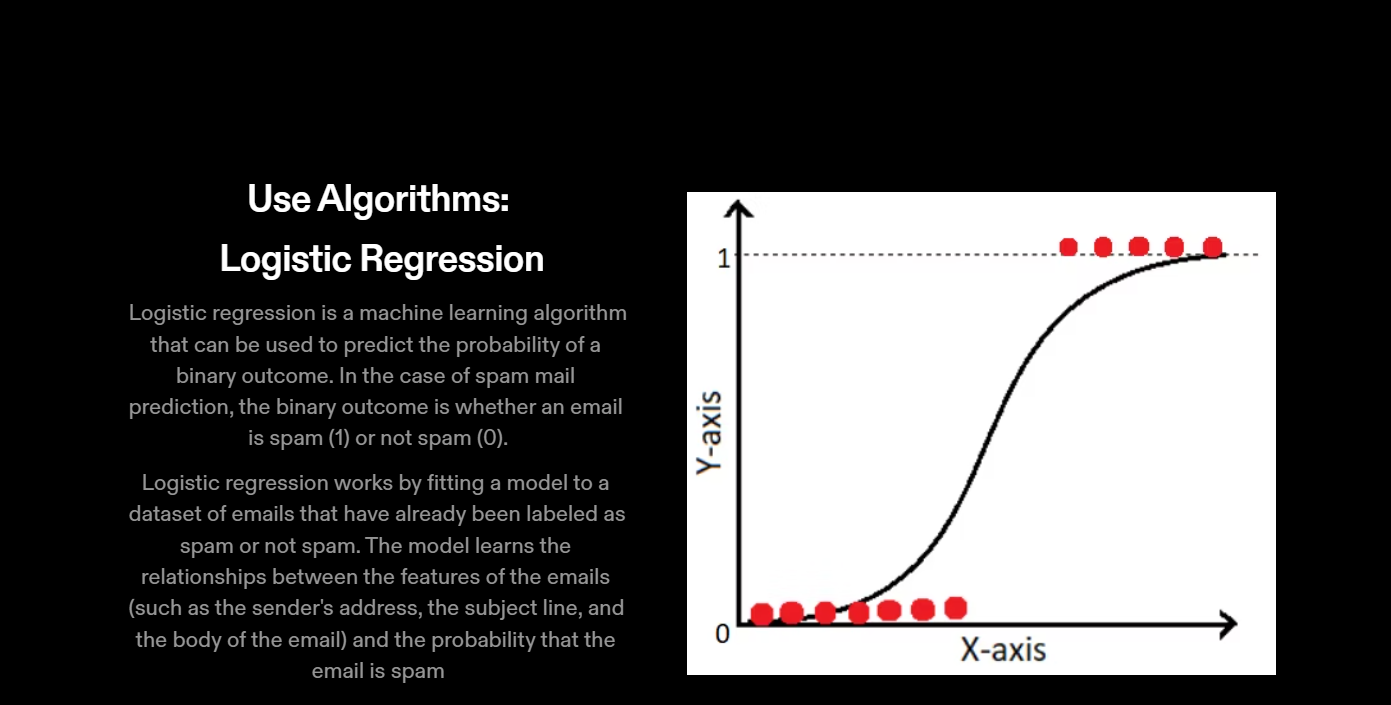 Use Algorithms:
Logistic Regression
Logistic regression is a machine learning algorithm
that can be used to predict the probability of a
binary outcome. In the case of spam mail
prediction, the binary outcome is whether an email
is spam (1) or not spam (0).
Logistic regression works by fitting a model to a
dataset of emails that have already been labeled as
spam or not spam. The model learns the
relationships between the features of the emails
(such as the sender's address, the subject line, and
the body of the email) and the probability that the
email is spam
1
Y-axis
0
X-axis